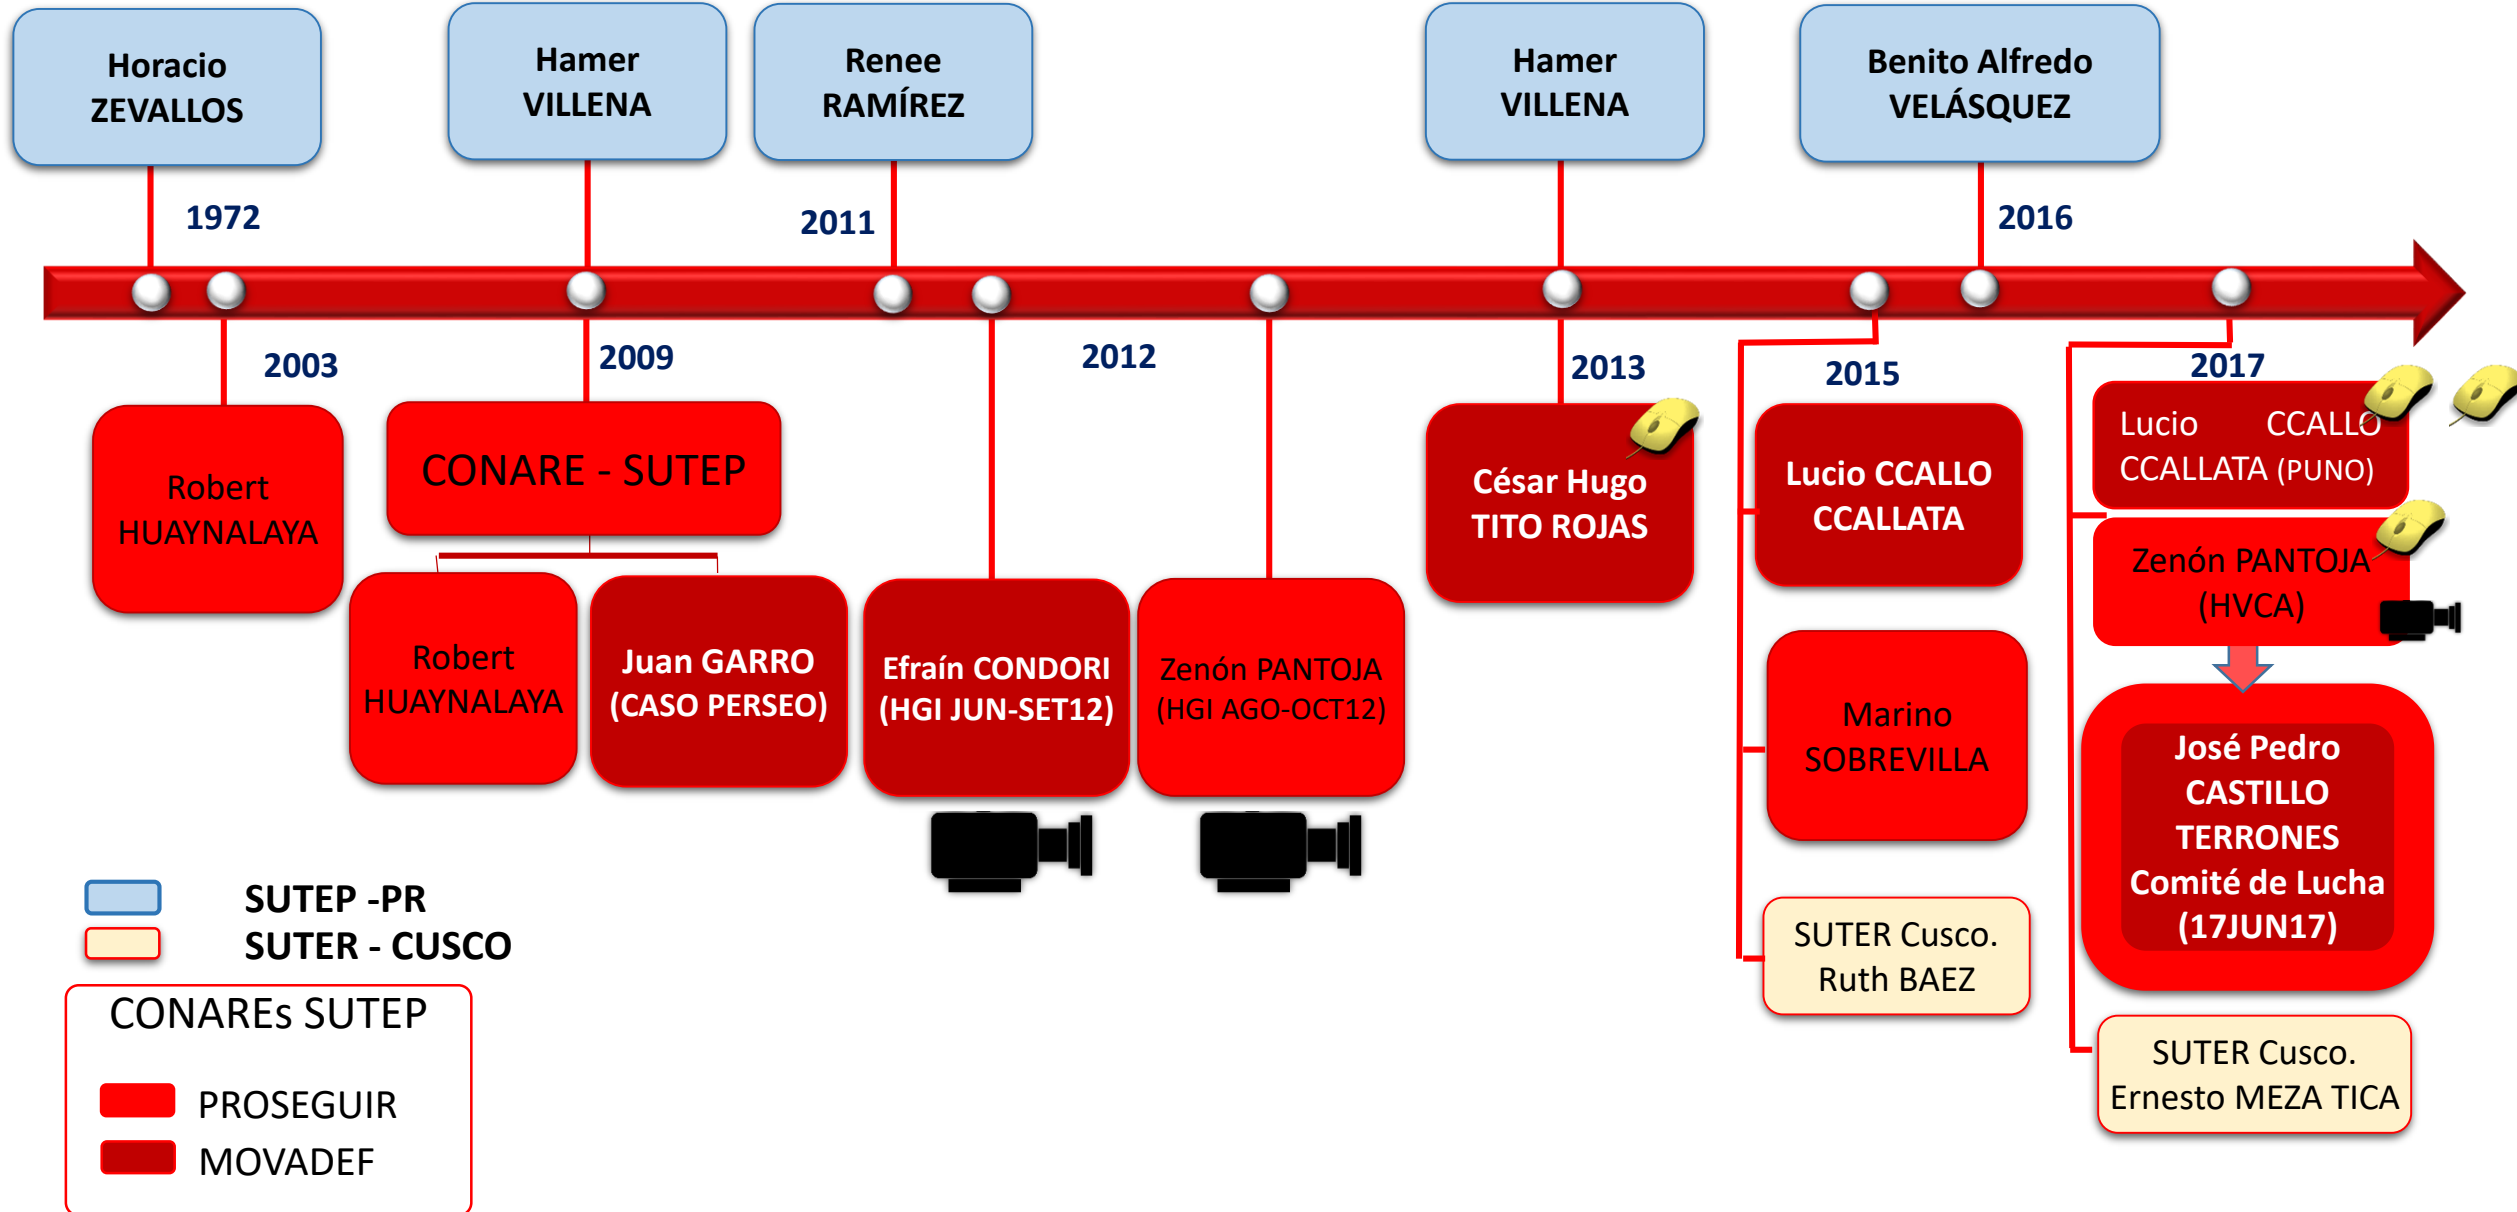 Horacio
ZEVALLOS
Hamer
VILLENA
Renee
RAMÍREZ
Hamer
VILLENA
Benito Alfredo
VELÁSQUEZ
1972
2011
2016
2003
2009
2012
2013
2015
2017
Robert
HUAYNALAYA
CONARE - SUTEP
Robert
HUAYNALAYA
Juan GARRO
(CASO PERSEO)
Efraín CONDORI
(HGI JUN-SET12)
Zenón PANTOJA
(HGI AGO-OCT12)
César Hugo
TITO ROJAS
Lucio CCALLO
CCALLATA
Marino
SOBREVILLA
SUTER Cusco.
Ruth BAEZ
Lucio CCALLO
CCALLATA (PUNO)
Zenón PANTOJA
(HVCA)
José Pedro
CASTILLO
TERRONES
Comité de Lucha
(17JUN17)
SUTER Cusco.
Ernesto MEZA TICA
SUTEP -PR
SUTER - CUSCO
CONAREs SUTEP
PROSEGUIR
MOVADEF